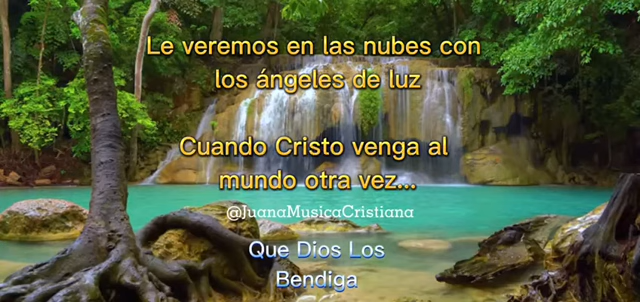 Le veremos en las nubes con
los ángeles de luz
Cuando Cristo venga al
mundo otra vez...
@JuanaMusicaCristiana
Que Dios Los
Bendiga